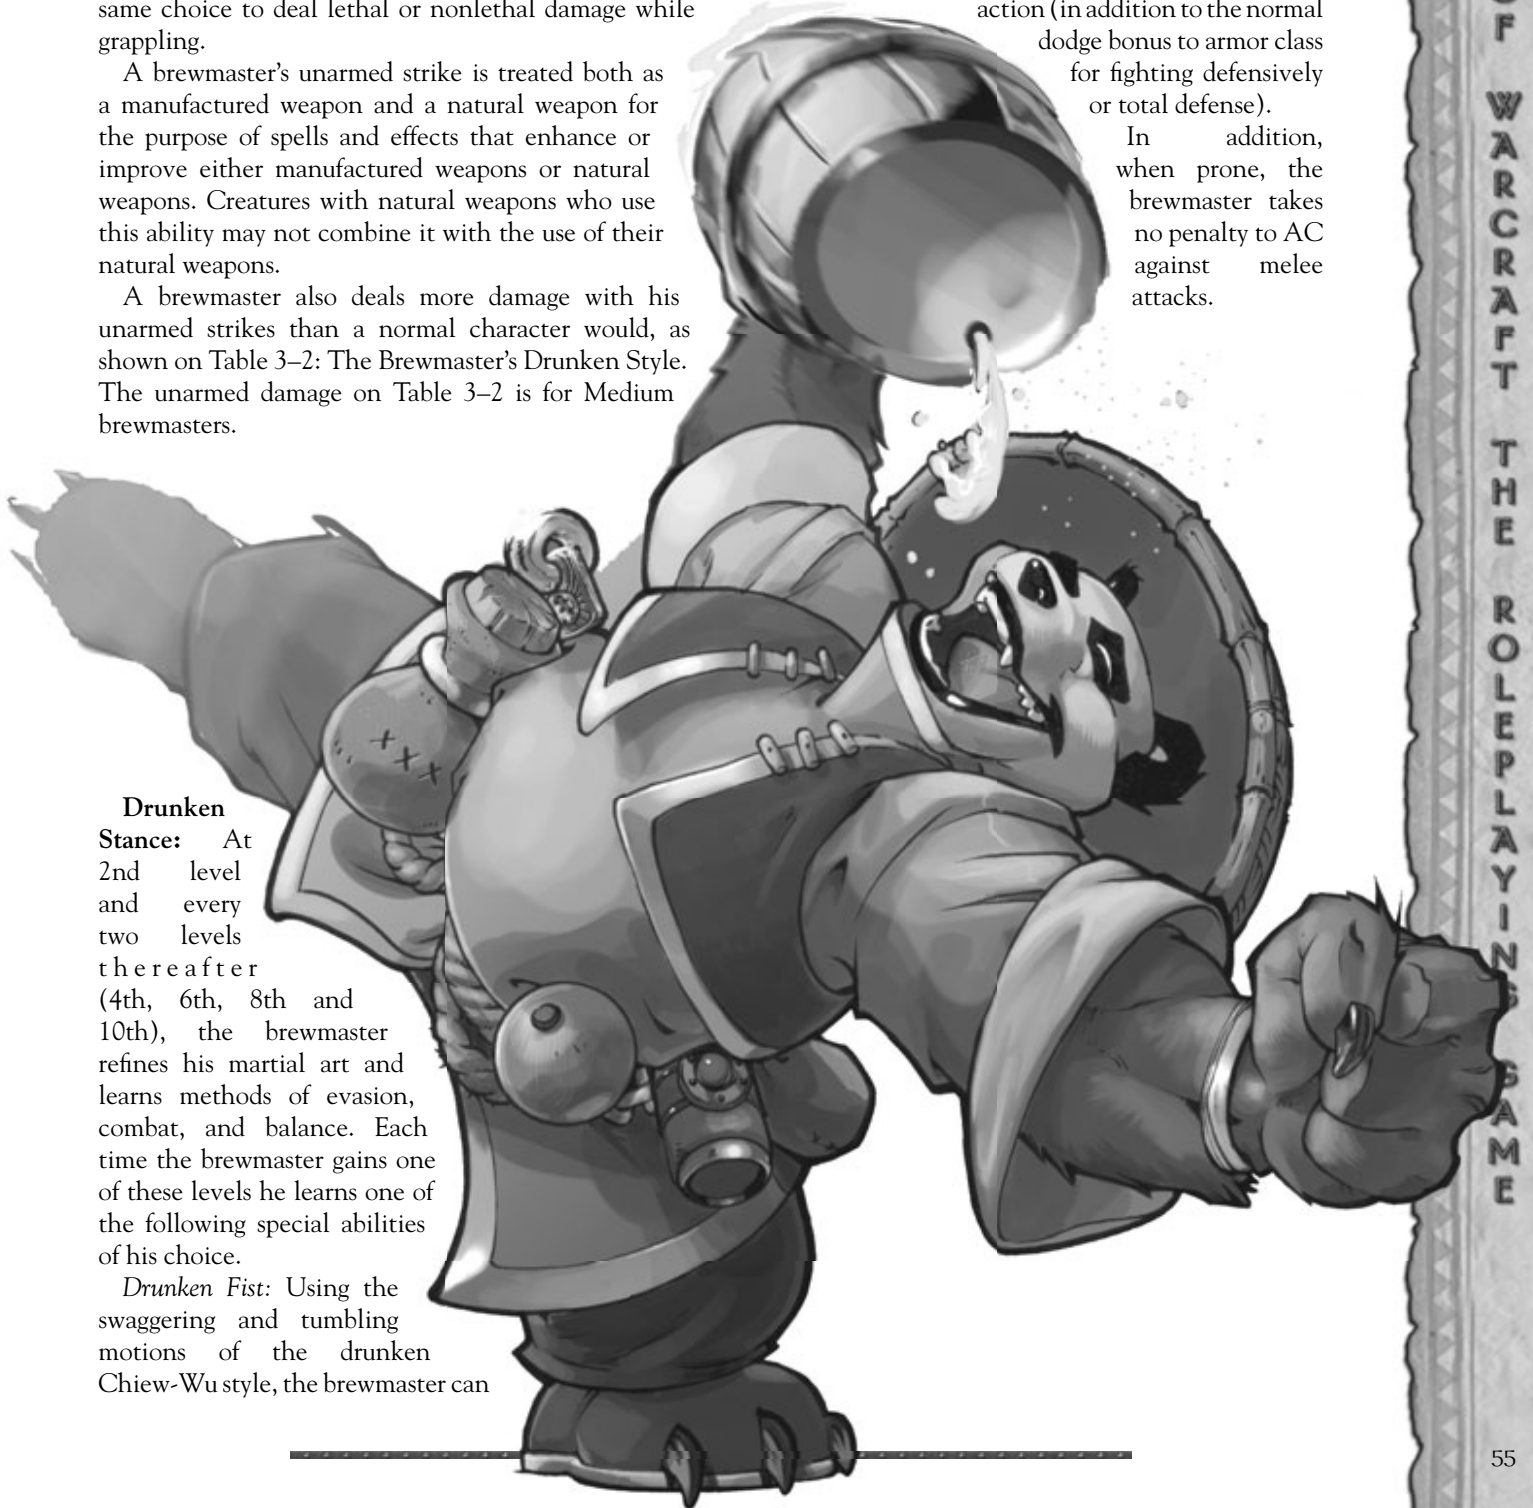 same choice to deal lethal or nonlethal damage while
grappling.
A brewmaster's unarmed strike is treated both as
a manufactured weapon and a natural weapon for
the purpose of spells and effects that enhance or
improve either manufactured weapons or natural
weapons. Creatures with natural weapons who use
this ability may not combine it with the use of their
natural weapons.
A brewmaster also deals more damage with his
unarmed strikes than a normal character would, as
shown on Table 3–2: The Brewmaster's Drunken Style.
The unarmed damage on Table 3–2 is for Medium
brewmasters.
Drunken
Stance: At
2nd level
and every
two levels
thereafter
(4th, 6th, 8th and
10th), the brewmaster
refines his martial art and
learns methods of evasion,
combat, and balance. Each
time the brewmaster gains one
of these levels he learns one of
the following special abilities
of his choice.
Drunken Fist: Using the
swaggering and tumbling
motions of the drunken
Chiew-Wu style, the brewmaster can
action (in addition to the normal
dodge bonus to armor class
for fighting defensively
or total defense).
In addition,
when prone, the
brewmaster takes
no penalty to AC
against melee
attacks.
XXX
OF WARCRAFT THE ROLEPLAYING GAME
55